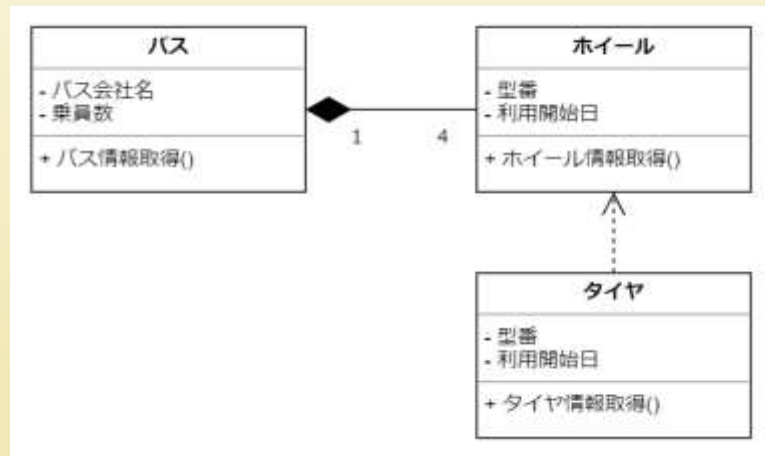 バス
- バス会社名
- 乗員数
+ バス情報取得()
1
4
ホイール
- 型番
- 利用開始日
+ ホイール情報取得()
タイヤ
- 型番
- 利用開始日
+ タイヤ情報取得()